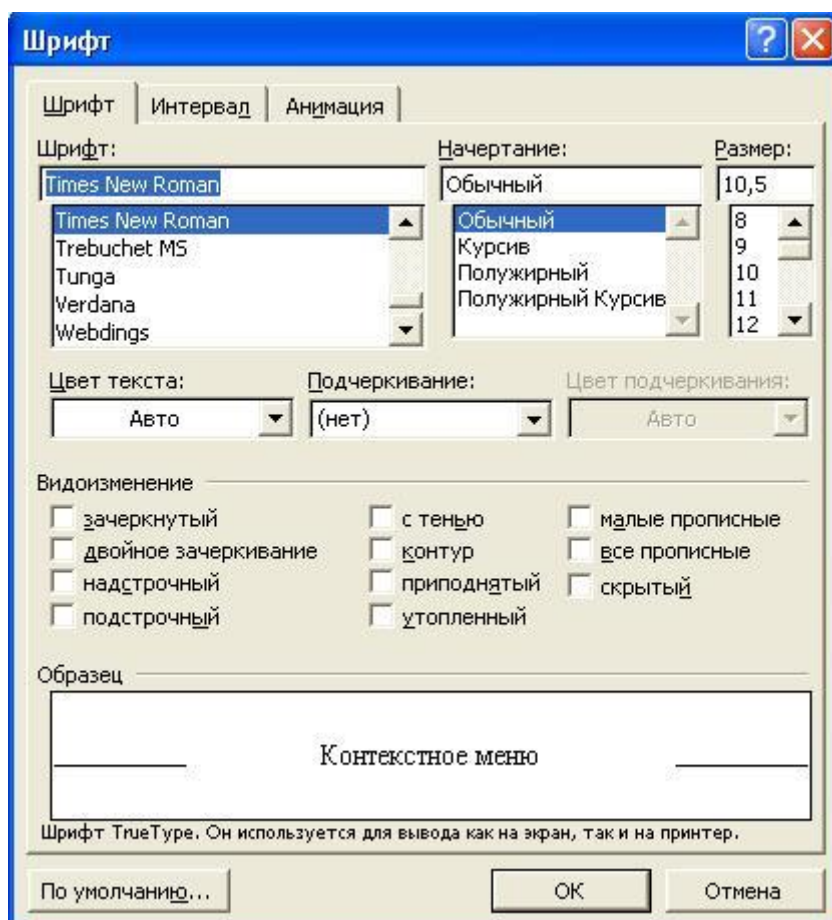 Шрифт
Шрифт Интервал Анимация
Шрифт: Начертание: Размер:
Times New Roman Обычный 10,5
Times New Roman Обычный 8
Trebuchet MS Курсив 9
Tunga Полужирный 10
Verdana Полужирный Курсив 11
Webdings 12
Цвет текста: Подчеркивание: Цвет подчеркивания:
Авто (нет) Авто
Видоизменение
зачеркнутый с тенью малые прописные
двойное зачеркивание контур все прописные
надстрочный приподнятый скрытый
подстрочный утопленный
Образец
Контекстное меню
Шрифт TrueType. Он используется для вывода как на экран, так и на принтер.
По умолчанию... ОК Отмена